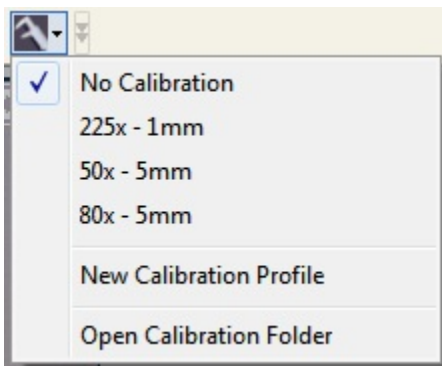 No Calibration
225x - 1mm
50x - 5mm
80x - 5mm
New Calibration Profile
Open Calibration Folder